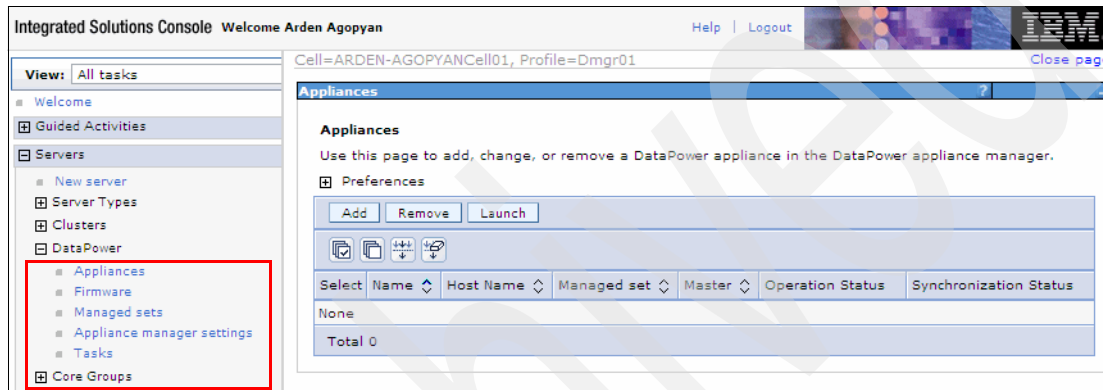 Integrated Solutions Console Welcome Arden Agopyan
Help | Logout
IBM
View: All tasks
Welcome
Guided Activities
Servers
New server
Server Types
Clusters
DataPower
Appliances
Firmware
Managed sets
Appliance manager settings
Tasks
Core Groups
Cell=ARDEN-AGOPYANCell01, Profile=Dmgr01
Close pag
Appliances ?
Appliances
Use this page to add, change, or remove a DataPower appliance in the DataPower appliance manager.
Preferences
Add Remove Launch
Select Name Host Name Managed set Master Operation Status Synchronization Status
None
Total 0